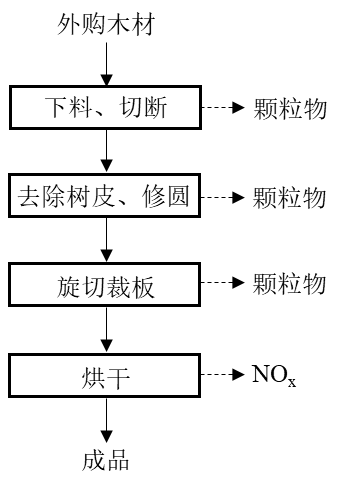 外购木材
下料、切断
颗粒物
去除树皮、修圆
颗粒物
旋切裁板
颗粒物
烘干
NOx
成品